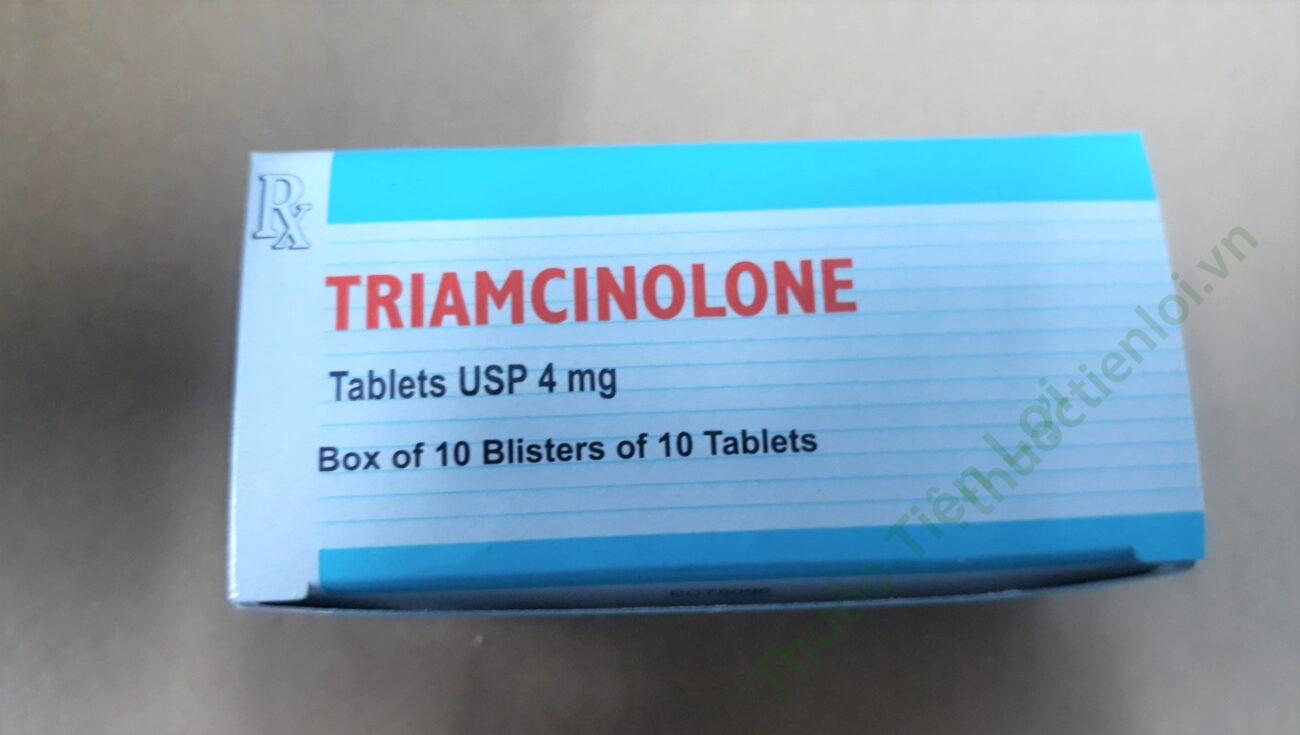 Rx
TRIAMCINOLONE
Tablets USP 4 mg
Box of 10 Blisters of 10 Tablets
Thuốc Tiện Lợi
thuoctienloi.vn